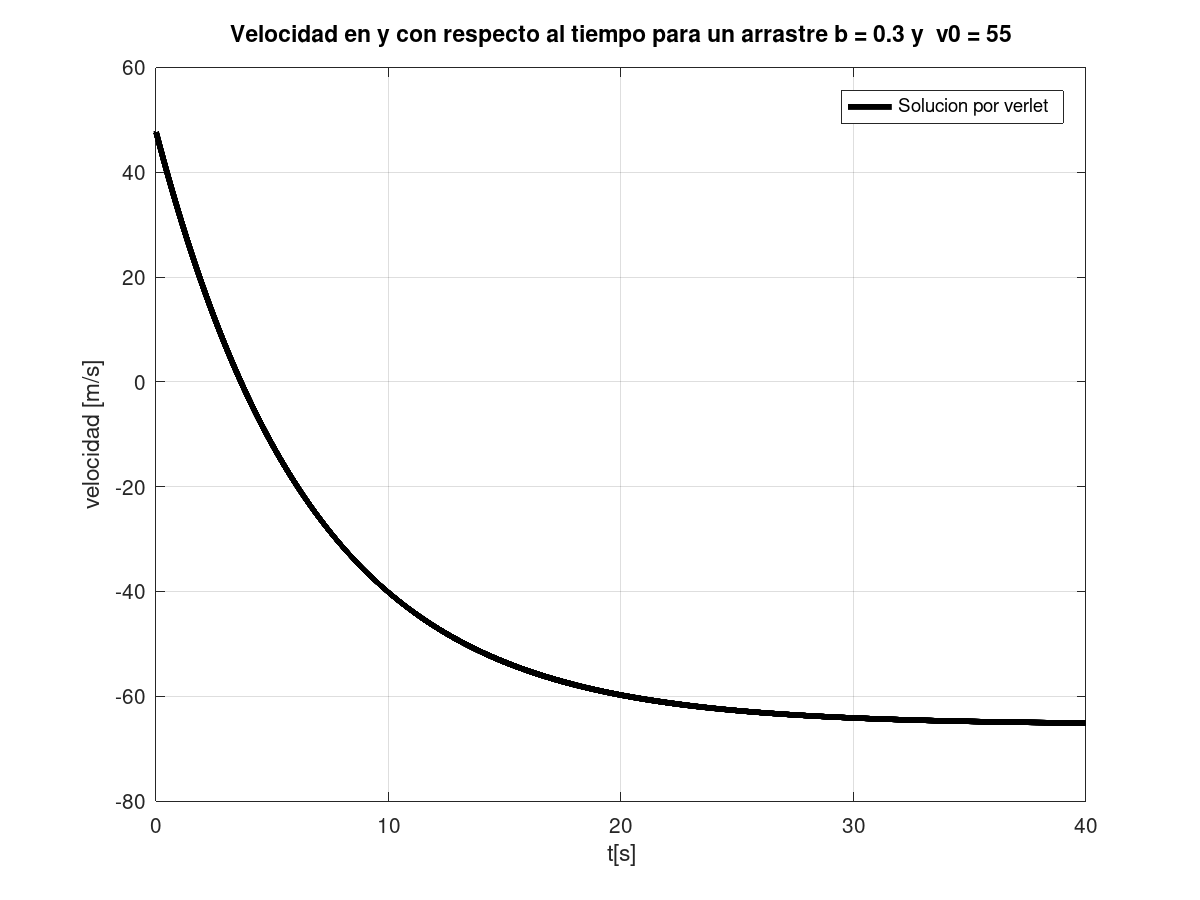 Velocidad en y con respecto al tiempo para un arrastre b = 0.3 y  v0 = 55
Solucion por verlet
60
40
20
0
-20
-40
-60
-80
velocidad [m/s]
0 10 20 30 40
t[s]